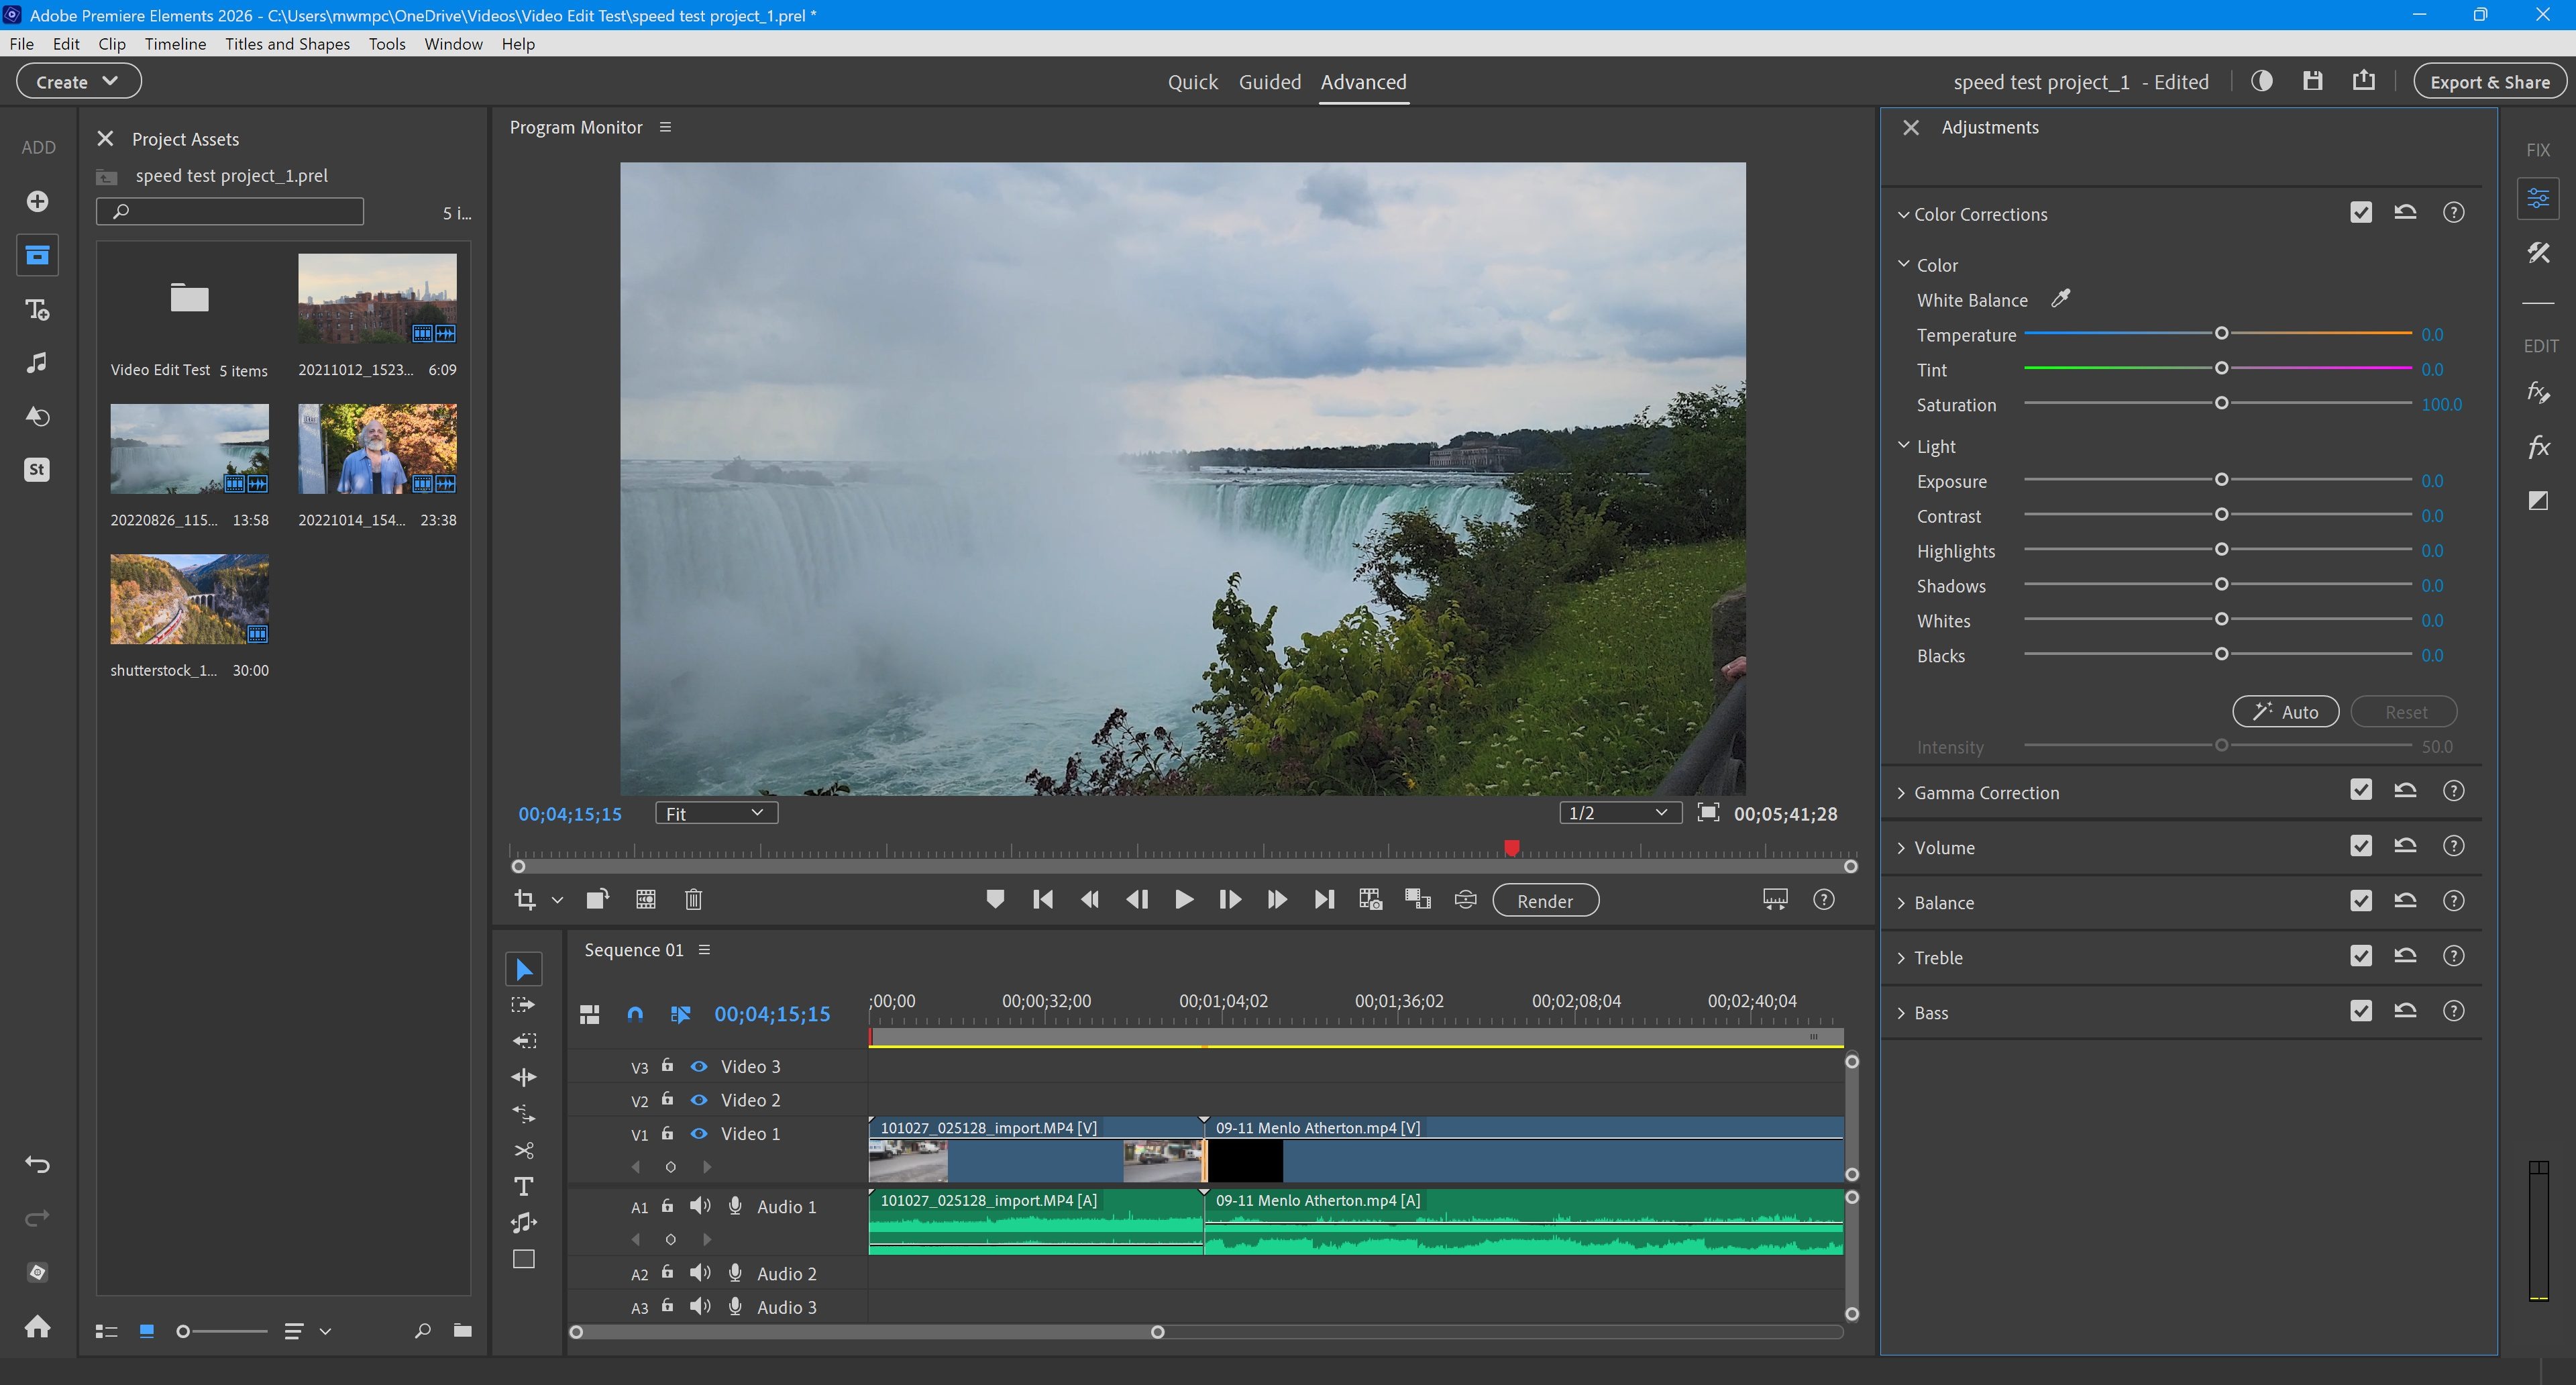 Adobe Premiere Elements 2026 - C:\Users\mwmpc\OneDrive\Videos\Video Edit Test\speed test project_1.prel *
File Edit Clip Timeline Titles and Shapes Tools Window Help
Create
Quick Guided Advanced
speed test project_1 - Edited
Export & Share
ADD
Project Assets
speed test project_1.prel
5 i...
Video Edit Test 5 items
20211012_1523... 6:09
20220826_115... 13:58
20221014_154... 23:38
shutterstock_1... 30:00
St
Program Monitor
00;04;15;15
Fit
1/2
00;05;41;28
Render
Sequence 01
00;04;15;15
;00;00 00;00;32;00 00;01;04;02 00;01;36;02 00;02;08;04 00;02;40;04
V3 Video 3
V2 Video 2
V1 Video 1
101027_025128_import.MP4 [V] 09-11 Menlo Atherton.mp4 [V]
A1 Audio 1
101027_025128_import.MP4 [A] 09-11 Menlo Atherton.mp4 [A]
A2 Audio 2
A3 Audio 3
Adjustments
Color Corrections
Color
White Balance
Temperature 0.0
Tint 0.0
Saturation 100.0
Light
Exposure 0.0
Contrast 0.0
Highlights 0.0
Shadows 0.0
Whites 0.0
Blacks 0.0
Auto Reset
Intensity 50.0
Gamma Correction
Volume
Balance
Treble
Bass
FIX
EDIT
fx
fx